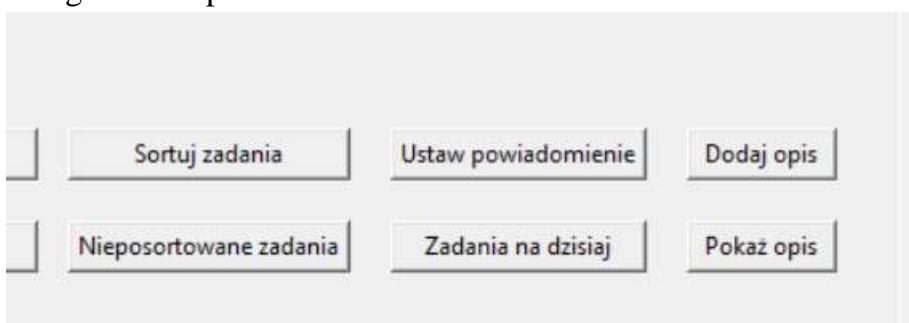 Sortuj zadania Ustaw powiadomienie Dodaj opis
Nieposortowane zadania Zadania na dzisiaj Pokaż opis